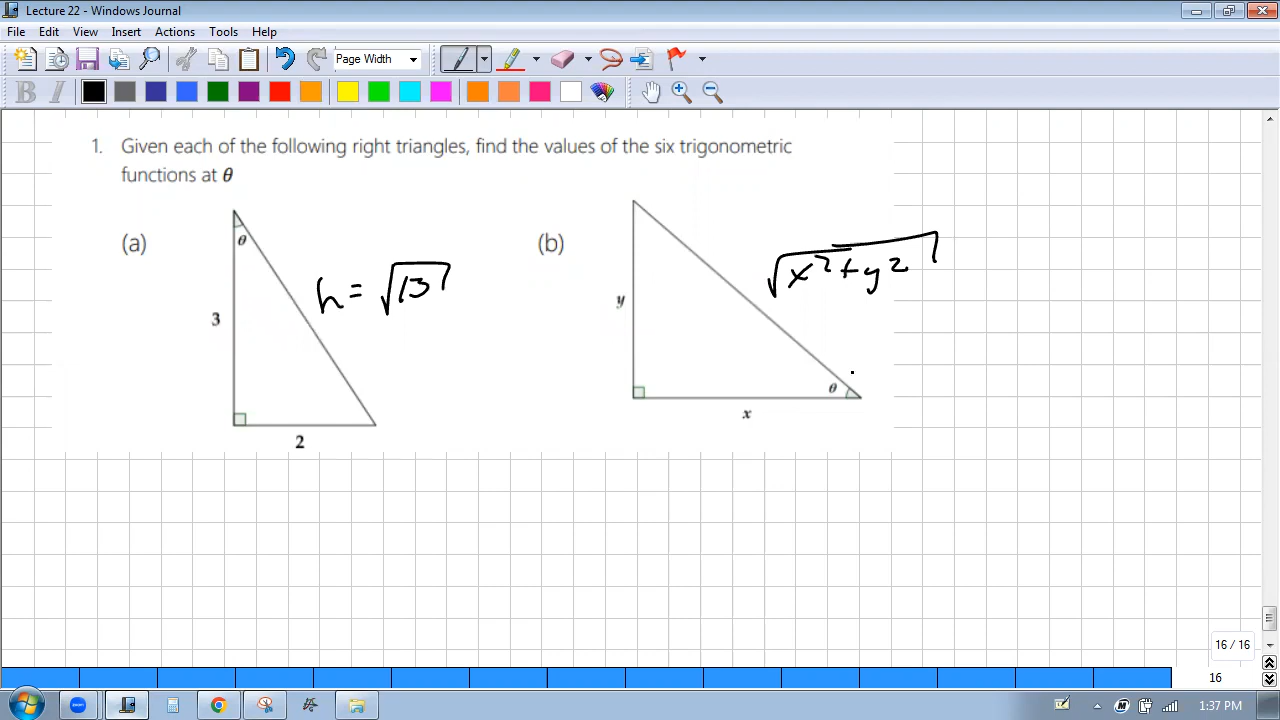 Lecture 22 - Windows Journal
File Edit View Insert Actions Tools Help
Page Width
B I
1. Given each of the following right triangles, find the values of the six trigonometric
functions at θ
(a)
θ
3
2
h = √13
(b)
y
x
θ
√x²+y²
16 / 16
16
1:37 PM